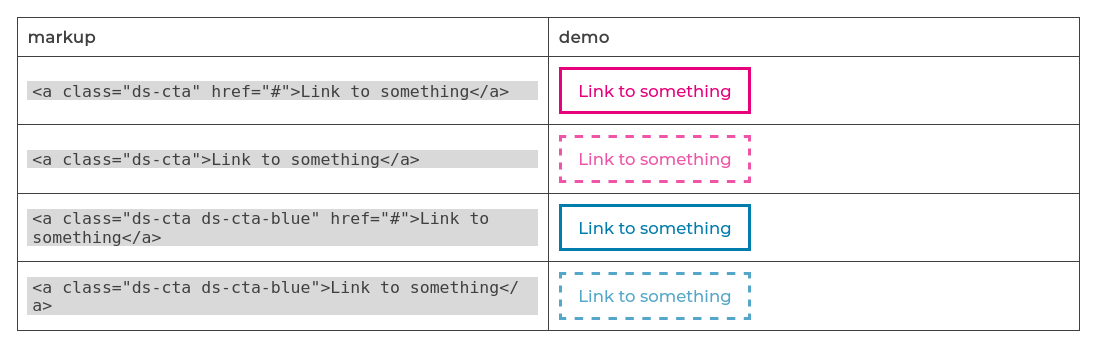 markup
demo
<a class="ds-cta" href="#">Link to something</a>
Link to something
<a class="ds-cta">Link to something</a>
Link to something
<a class="ds-cta ds-cta-blue" href="#">Link to
something</a>
Link to something
<a class="ds-cta ds-cta-blue">Link to something</
a>
Link to something